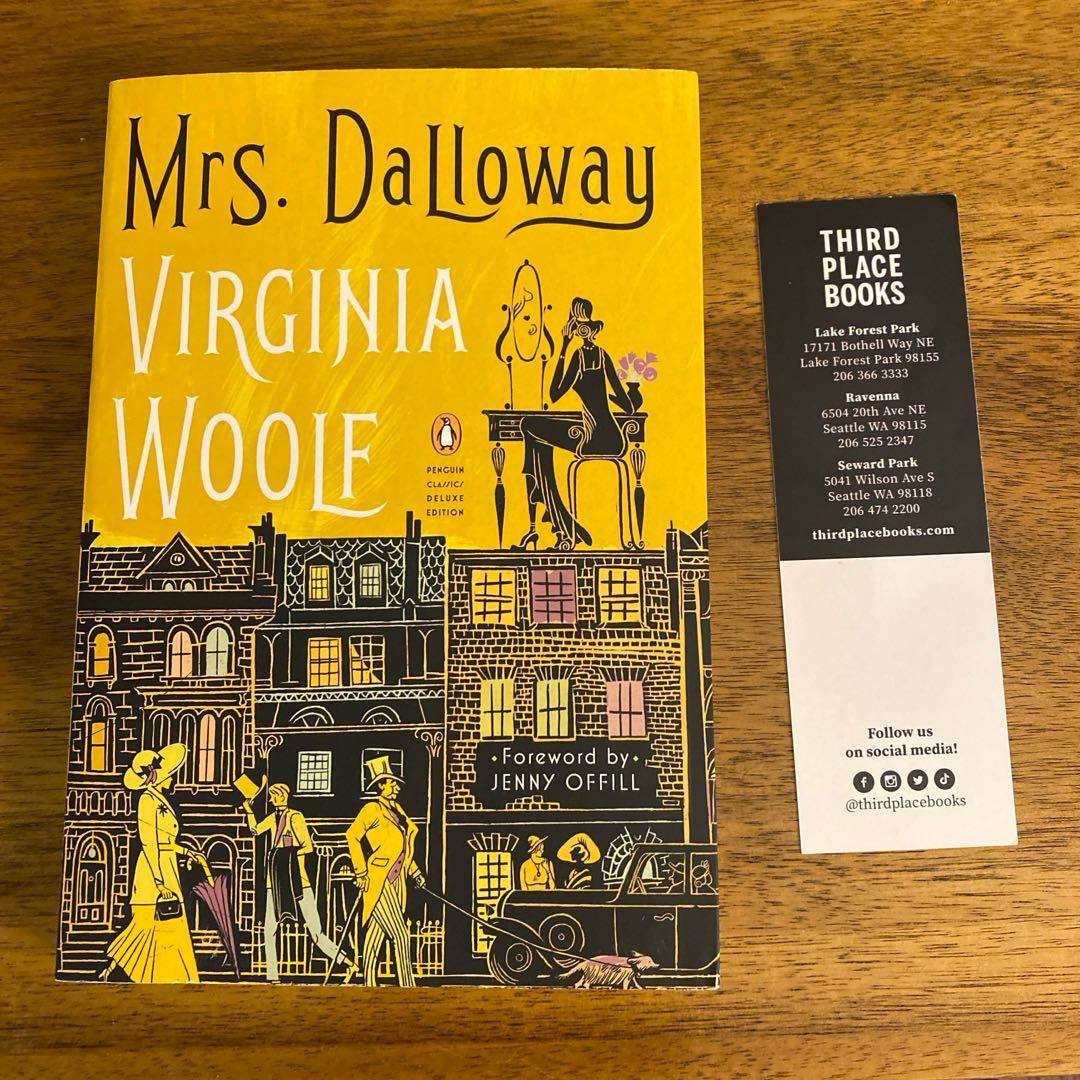 Mrs. Dalloway
VIRGINIA
WOOLF
PENGUIN
CLASSICS
DELUXE
EDITION
•Foreword by•
JENNY OFFILL
THIRD
PLACE
BOOKS
Lake Forest Park
17171 Bothell Way NE
Lake Forest Park 98155
206 366 3333
Ravenna
6504 20th Ave NE
Seattle WA 98115
206 525 2347
Seward Park
5041 Wilson Ave S
Seattle WA 98118
206 474 2200
thirdplacebooks.com
Follow us
on social media!
@thirdplacebooks